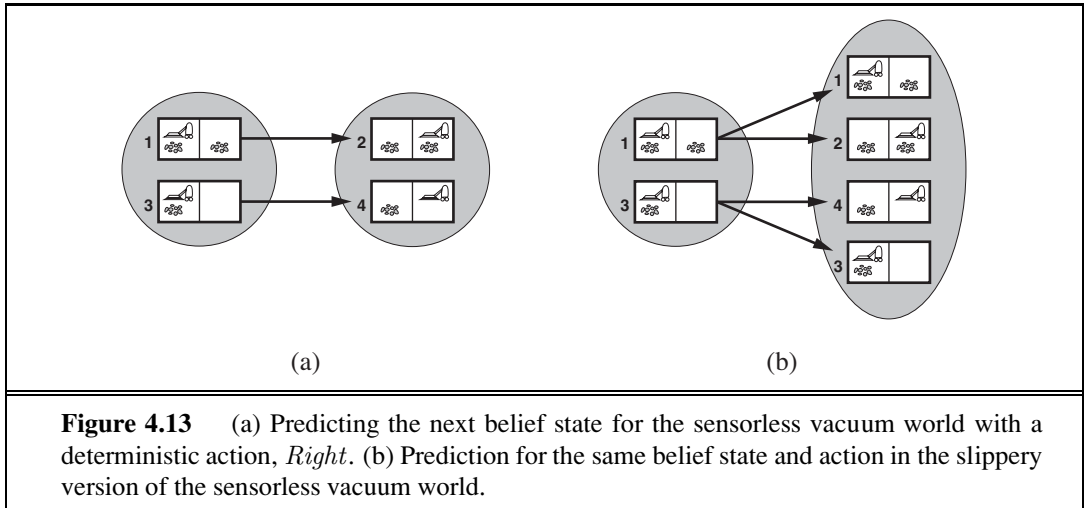 1
2
3
4
1
3
1
2
4
3
(a)
(b)
Figure 4.13 (a) Predicting the next belief state for the sensorless vacuum world with a
deterministic action, Right. (b) Prediction for the same belief state and action in the slippery
version of the sensorless vacuum world.